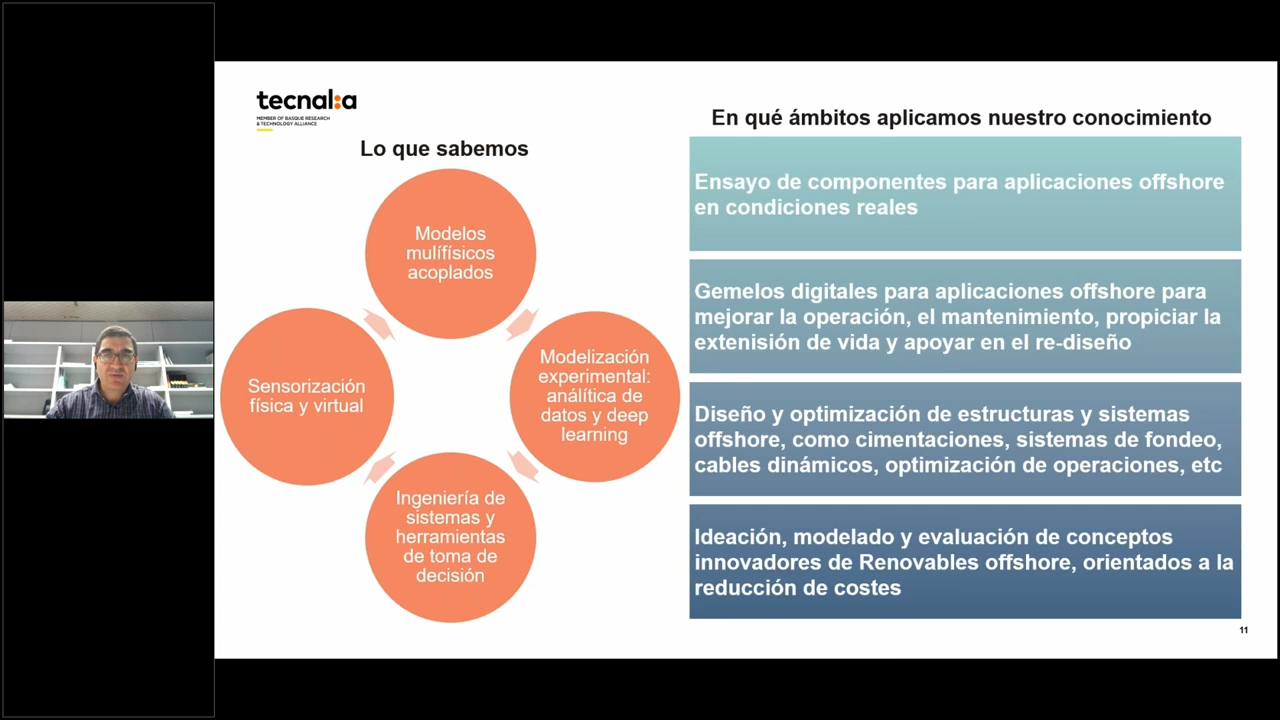 tecnal:a
MEMBER OF BASQUE RESEARCH
& TECHNOLOGY ALLIANCE
Lo que sabemos
Modelos
mulífísicos
acoplados
Modelización
experimental:
análítica de
datos y deep
learning
Ingeniería de
sistemas y
herramientas
de toma de
decisión
Sensorización
física y virtual
En qué ámbitos aplicamos nuestro conocimiento
Ensayo de componentes para aplicaciones offshore
en condiciones reales
Gemelos digitales para aplicaciones offshore para
mejorar la operación, el mantenimiento, propiciar la
extenisión de vida y apoyar en el re-diseño
Diseño y optimización de estructuras y sistemas
offshore, como cimentaciones, sistemas de fondeo,
cables dinámicos, optimización de operaciones, etc
Ideación, modelado y evaluación de conceptos
innovadores de Renovables offshore, orientados a la
reducción de costes
11